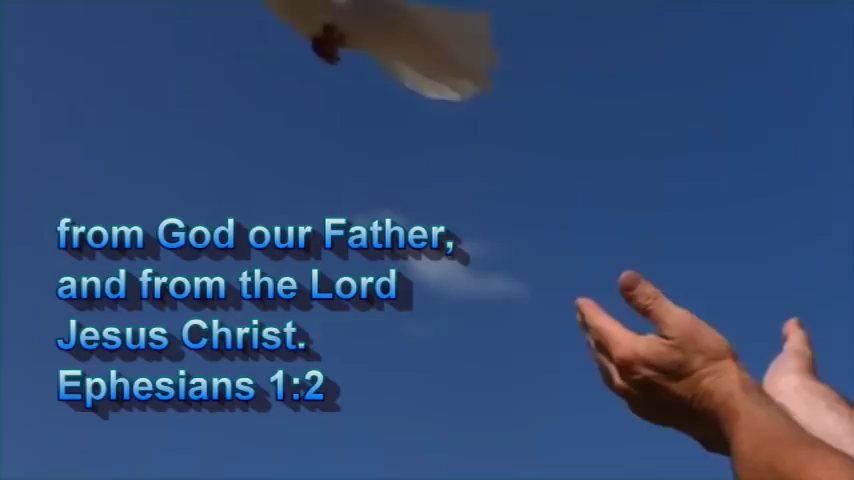 from God our Father,
and from the Lord
Jesus Christ.
Ephesians 1:2